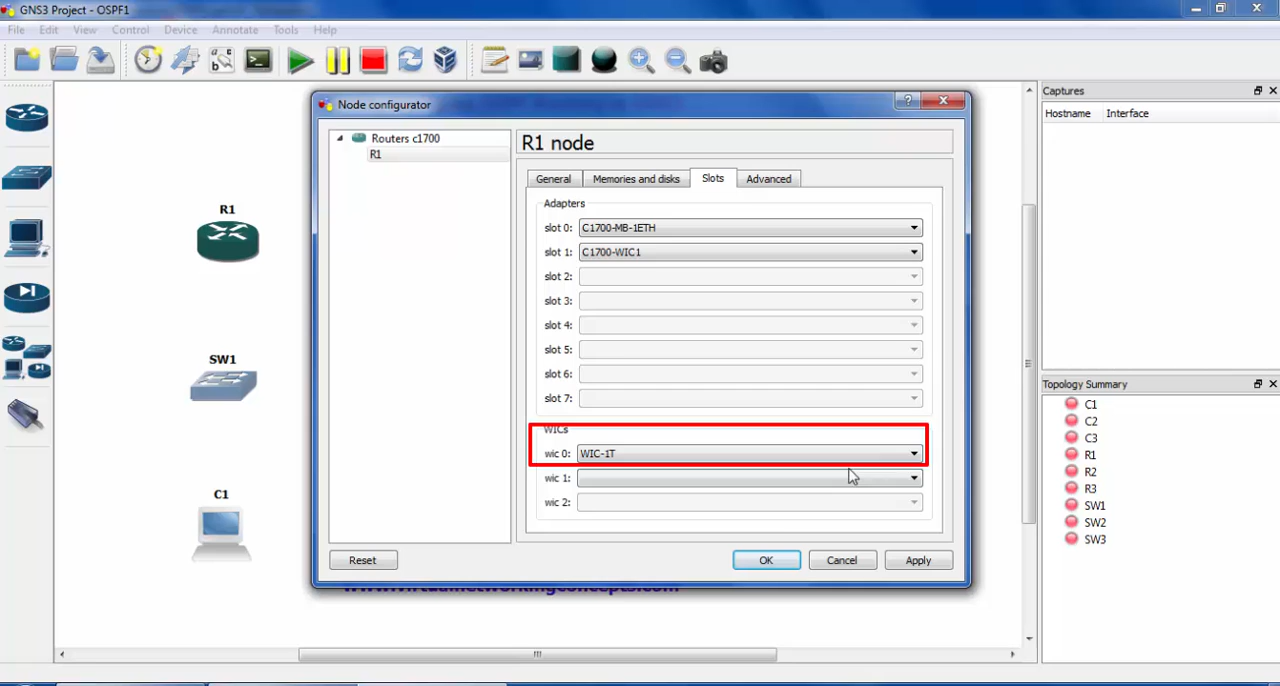 GNS3 Project - OSPF1
File Edit View Control Device Annotate Tools Help
Node configurator
Routers c1700
R1
R1 node
General Memories and disks Slots Advanced
Adapters
slot 0: C1700-MB-1ETH
slot 1: C1700-WIC1
slot 2:
slot 3:
slot 4:
slot 5:
slot 6:
slot 7:
WICs
wic 0: WIC-1T
wic 1:
wic 2:
Reset OK Cancel Apply
R1
SW1
C1
www.virtualnetworkingconcepts.com
Captures
Hostname Interface
Topology Summary
C1
C2
C3
R1
R2
R3
SW1
SW2
SW3